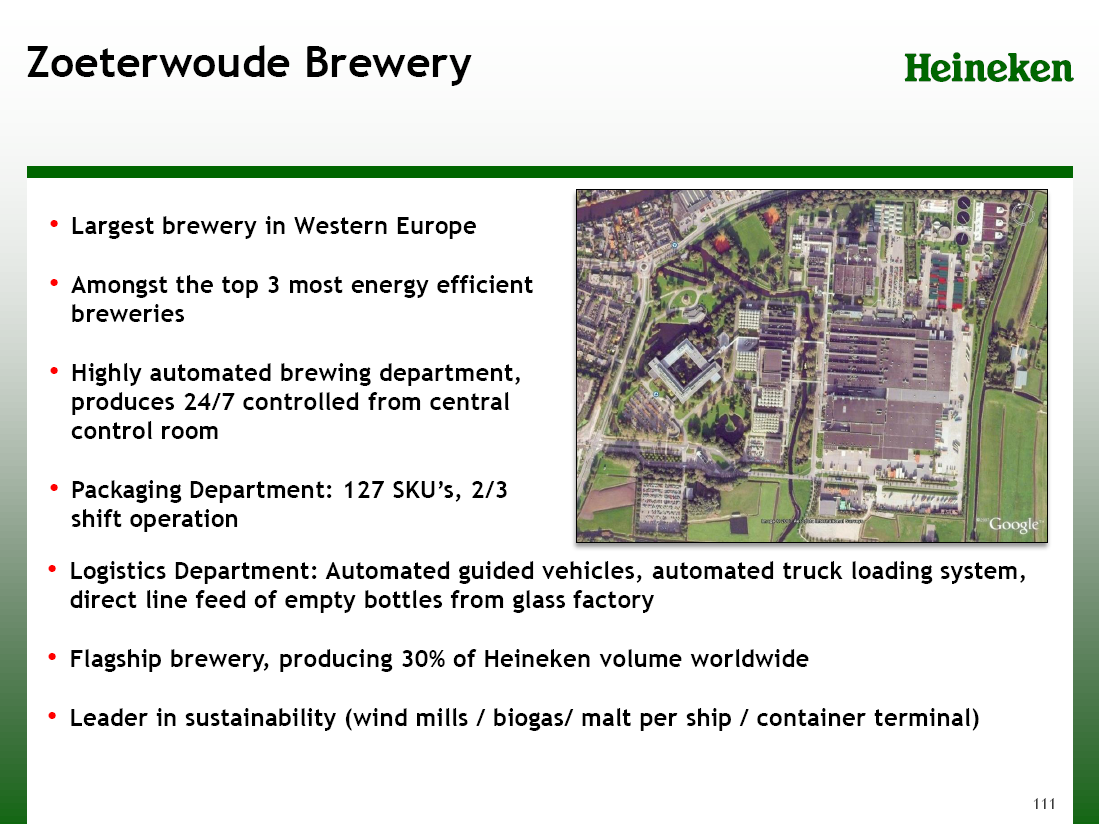 Zoeterwoude Brewery
Heineken
• Largest brewery in Western Europe
• Amongst the top 3 most energy efficient
breweries
• Highly automated brewing department,
produces 24/7 controlled from central
control room
• Packaging Department: 127 SKU’s, 2/3
shift operation
Google
• Logistics Department: Automated guided vehicles, automated truck loading system,
direct line feed of empty bottles from glass factory
• Flagship brewery, producing 30% of Heineken volume worldwide
• Leader in sustainability (wind mills / biogas/ malt per ship / container terminal)
111